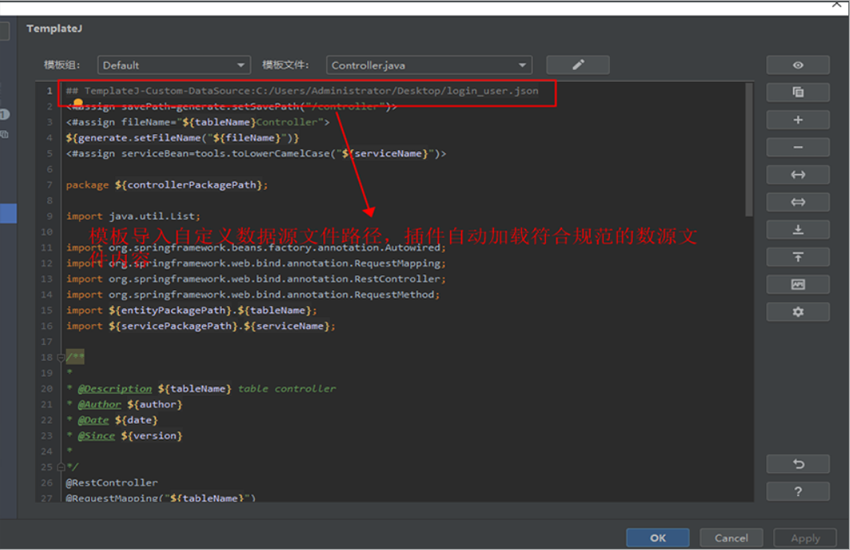 TemplateJ
模板组: Default 模板文件: Controller.java
1 ## TemplateJ-Custom-DataSource:C:/Users/Administrator/Desktop/login_user.json
2 <#assign savePath=generate.setSavePath("/controller")>
3 <#assign fileName="${tableName}Controller">
4 ${generate.setFileName("${fileName}")}
5 <#assign serviceBean=tools.toLowerCamelCase("${serviceName}")>
6
7 package ${controllerPackagePath};
8
9 import java.util.List;
10
模板导入自定义数据源文件路径，插件自动加载符合规范的数源文
件内容
11 import org.springframework.beans.factory.annotation.Autowired;
12 import org.springframework.web.bind.annotation.RequestMapping;
13 import org.springframework.web.bind.annotation.RestController;
14 import org.springframework.web.bind.annotation.RequestMethod;
15 import ${entityPackagePath}.${tableName};
16 import ${servicePackagePath}.${serviceName};
17
18 /**
19 *
20 * @Description ${tableName} table controller
21 * @Author ${author}
22 * @Date ${date}
23 * @Since ${version}
24 *
25 */
26 @RestController
27 @RequestMapping("${tableName}")
?
OK Cancel Apply